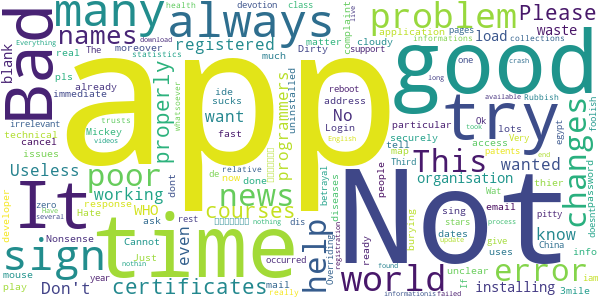 many
always
problem
Please
Bad
app
good
names
registered
load
waste
blank
health
devotion
class
download
Everything
pls
real
The
moreover
statistics
Dirty
support
much
matter
cloudy
complaint
live
application
pages
informations
collections
one
long
crash
available
Rubbish
English
took
already
immediate
properly
ide
sucks
want
fast
reboot
address
No
Login
programmers
uninstalled
try
particular
Ok
lots
Very
egypt
foolish
changes
irrelevant
trusts
whatsoever
technical
Mickey
videos
cancel
issues
Useless
poor
working
It
time
Not
This
wanted
securely
tell
map
Third
access
patents
and
organisation
doesnt
password
developer
zero
response
WHO
Have
several
Hate
Nonsense
Cannot
Just
nothin
mouse
play
year
sign
Don't
certificates
dont
de
now
done
relative
nothing
news
courses
ask
even
rest
dis
occurred
mail
really
help
betrayal
diseases
people
Overriding
registration
ready
found
world
burying
sing
stars
dates
email
process
update
give
unclear
If
uses
Wat
pitty
China
thier
know
error
iam
info
installing
3mile
failed